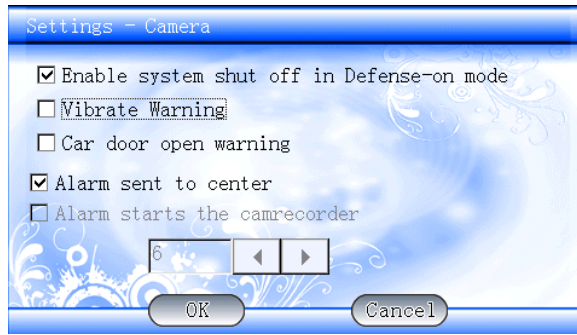 Settings - Camera
Enable system shut off in Defense-on mode
Vibrate Warning
Car door open warning
Alarm sent to center
Alarm starts the camrecorder
6
OK Cancel